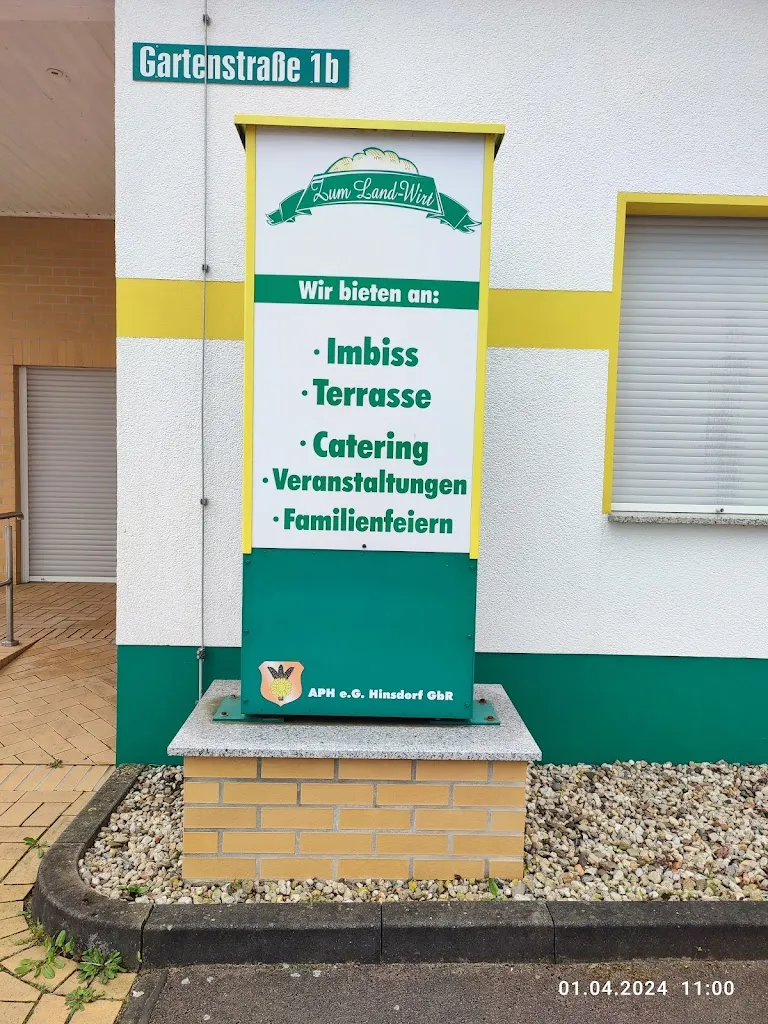 Gartenstraße 1b
Zum Land-Wirt
Wir bieten an:
· Imbiss
· Terrasse
· Catering
· Veranstaltungen
· Familienfeiern
APH e.G. Hinsdorf GbR
01.04.2024 11:00